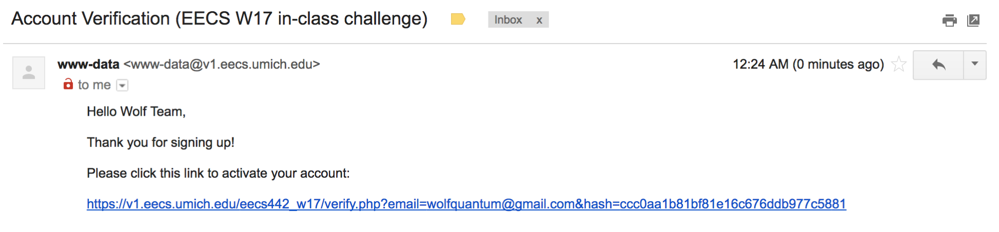 Account Verification (EECS W17 in-class challenge) Inbox x
www-data <www-data@v1.eecs.umich.edu> 12:24 AM (0 minutes ago)
to me
Hello Wolf Team,
Thank you for signing up!
Please click this link to activate your account:
https://v1.eecs.umich.edu/eecs442_w17/verify.php?email=wolfquantum@gmail.com&hash=ccc0aa1b81bf81e16c676ddb977c5881